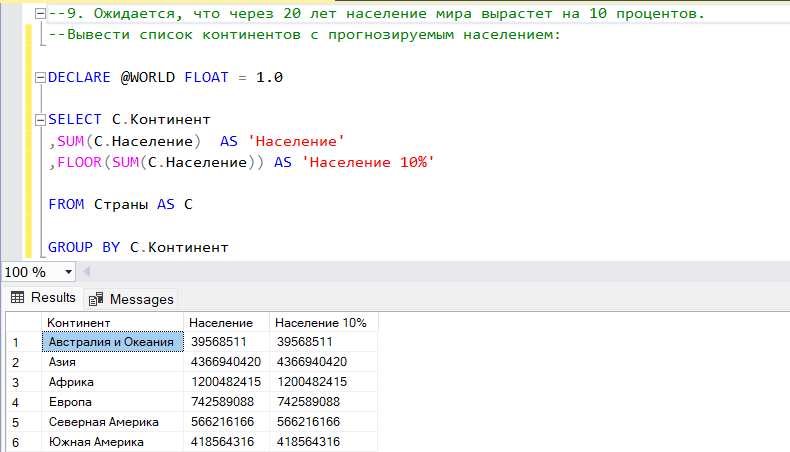 --9. Ожидается, что через 20 лет население мира вырастет на 10 процентов.
--Вывести список континентов с прогнозируемым населением:
DECLARE @WORLD FLOAT = 1.0
SELECT C.Континент
,SUM(C.Население)  AS 'Население'
,FLOOR(SUM(C.Население)) AS 'Население 10%'
FROM Страны AS C
GROUP BY C.Континент
100 %
Results Messages
Континент Население Население 10%
1 Австралия и Океания 39568511 39568511
2 Азия 4366940420 4366940420
3 Африка 1200482415 1200482415
4 Европа 742589088 742589088
5 Северная Америка 566216166 566216166
6 Южная Америка 418564316 418564316